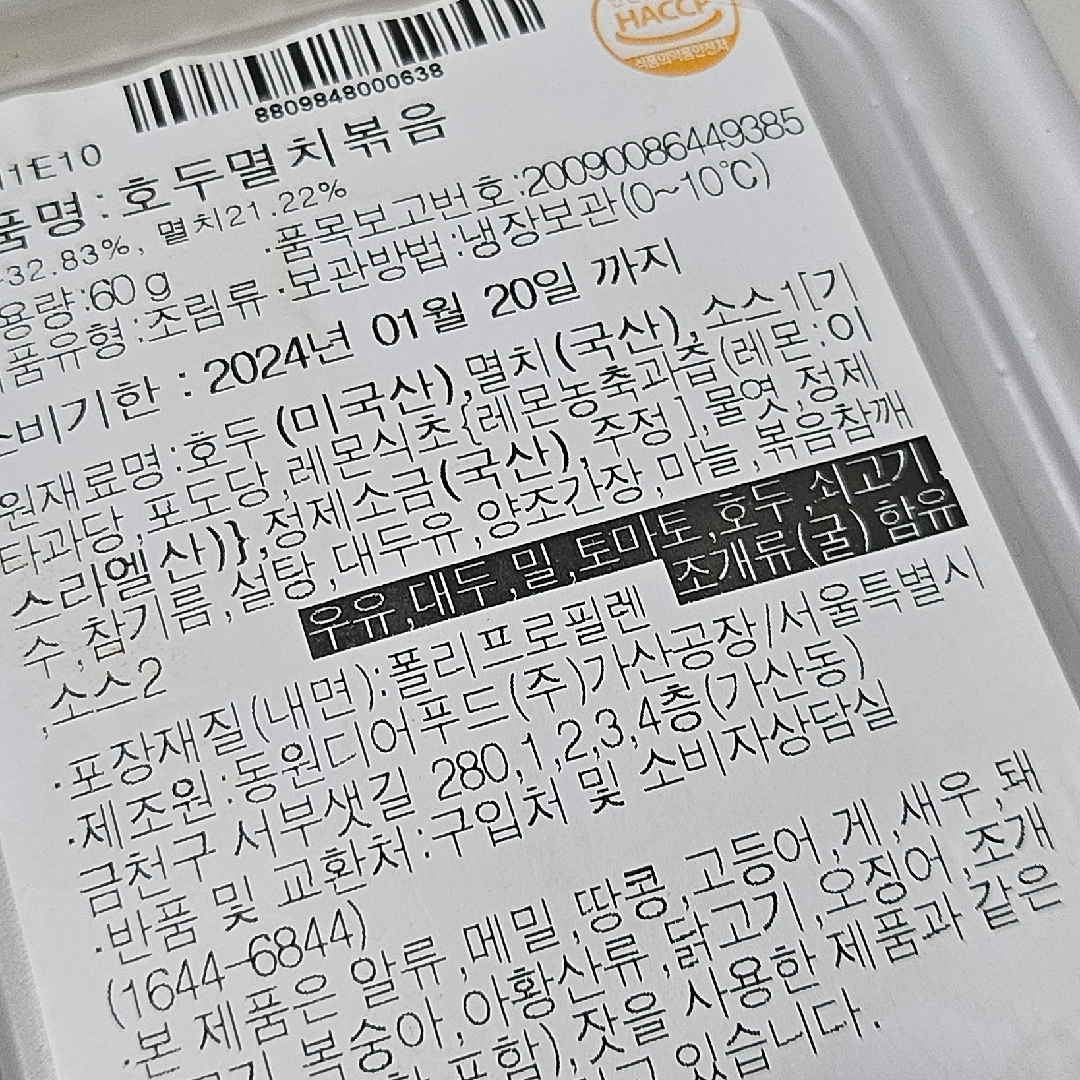 HACCP
식품의약품안전처
8809848000638
11E10
품명:호두멸치볶음
32.83%, 멸치21.22%
·품목보고번호:20090086449385
용량:60g
품유형:조림류 ·보관방법:냉장보관(0~10℃)
소비기한 : 2024년 01월 20일 까지
원재료명:호두(미국산),멸치(국산),소스1[기
타과당,포도당,레몬식초{레몬농축과즙(레몬:이
스라엘산)},정제소금(국산),주정],물엿,정제
수,참기름,설탕,대두유,양조간장,마늘,볶음참깨
,소스2
우유,대두,밀,토마토,호두,쇠고기,
조개류(굴) 함유
·포장재질(내면):폴리프로필렌
·제조원:동원디어푸드(주)가산공장/서울특별시
금천구 서부샛길 280,1,2,3,4층(가산동)
·반품 및 교환처:구입처 및 소비자상담실
(1644-6844)
·본 제품은 알류,메밀,땅콩,고등어,게,새우,돼
복숭아,아황산류,닭고기,오징어,조개
포함),잣을 사용한 제품과 같은
있습니다.